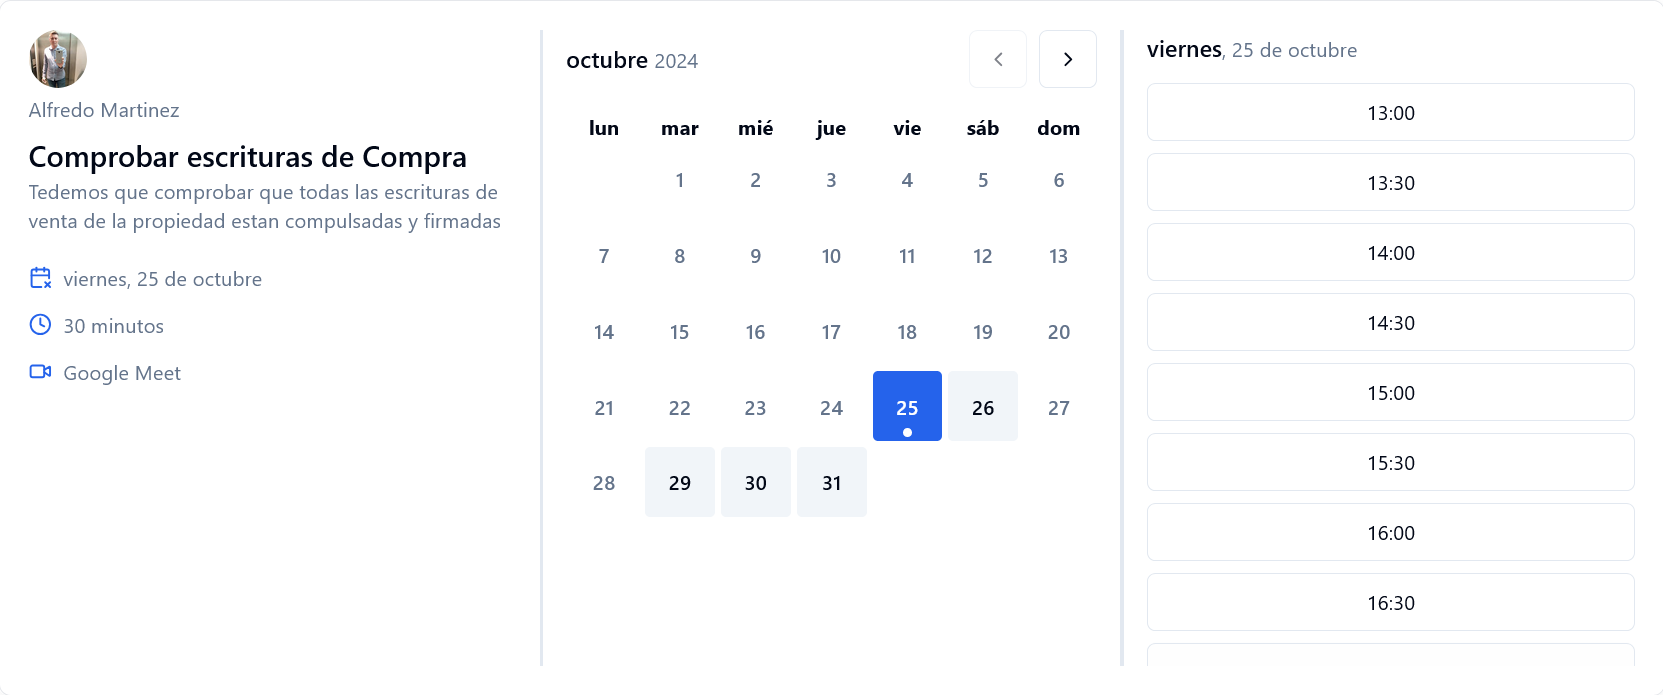 Alfredo Martinez
Comprobar escrituras de Compra
Tedemos que comprobar que todas las escrituras de
venta de la propiedad estan compulsadas y firmadas
viernes, 25 de octubre
30 minutos
Google Meet
octubre 2024
lun mar mié jue vie sáb dom
1 2 3 4 5 6
7 8 9 10 11 12 13
14 15 16 17 18 19 20
21 22 23 24 25 26 27
28 29 30 31
viernes, 25 de octubre
13:00
13:30
14:00
14:30
15:00
15:30
16:00
16:30